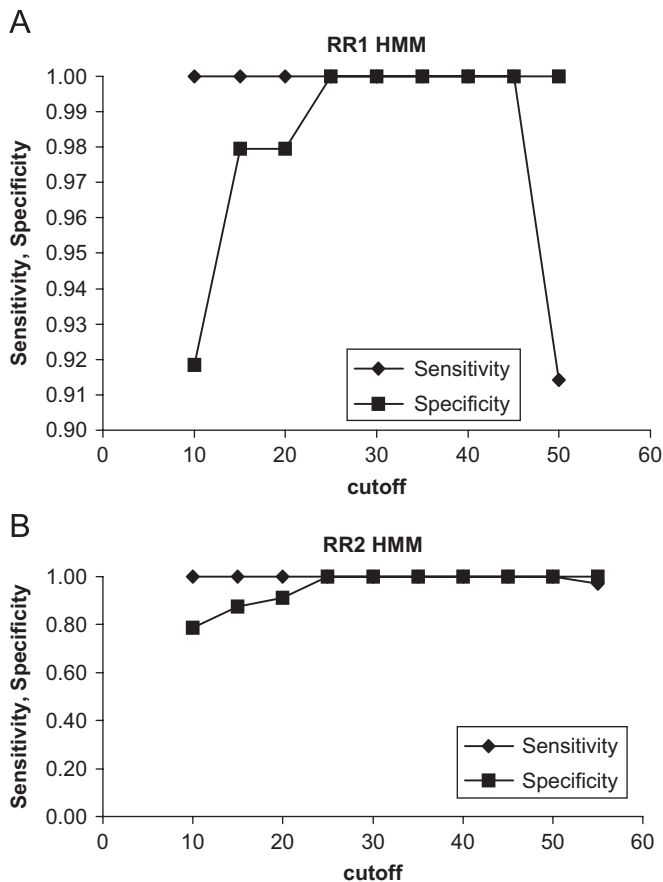 A
RR1 HMM
Sensitivity, Specificity
1.00
0.99
0.98
0.97
0.96
0.95
0.94
0.93
0.92
0.91
0.90
0
10
20
30
40
50
60
Sensitivity
Specificity
cutoff
B
RR2 HMM
Sensitivity, Specificity
1.00
0.80
0.60
0.40
0.20
0.00
0
10
20
30
40
50
60
Sensitivity
Specificity
cutoff